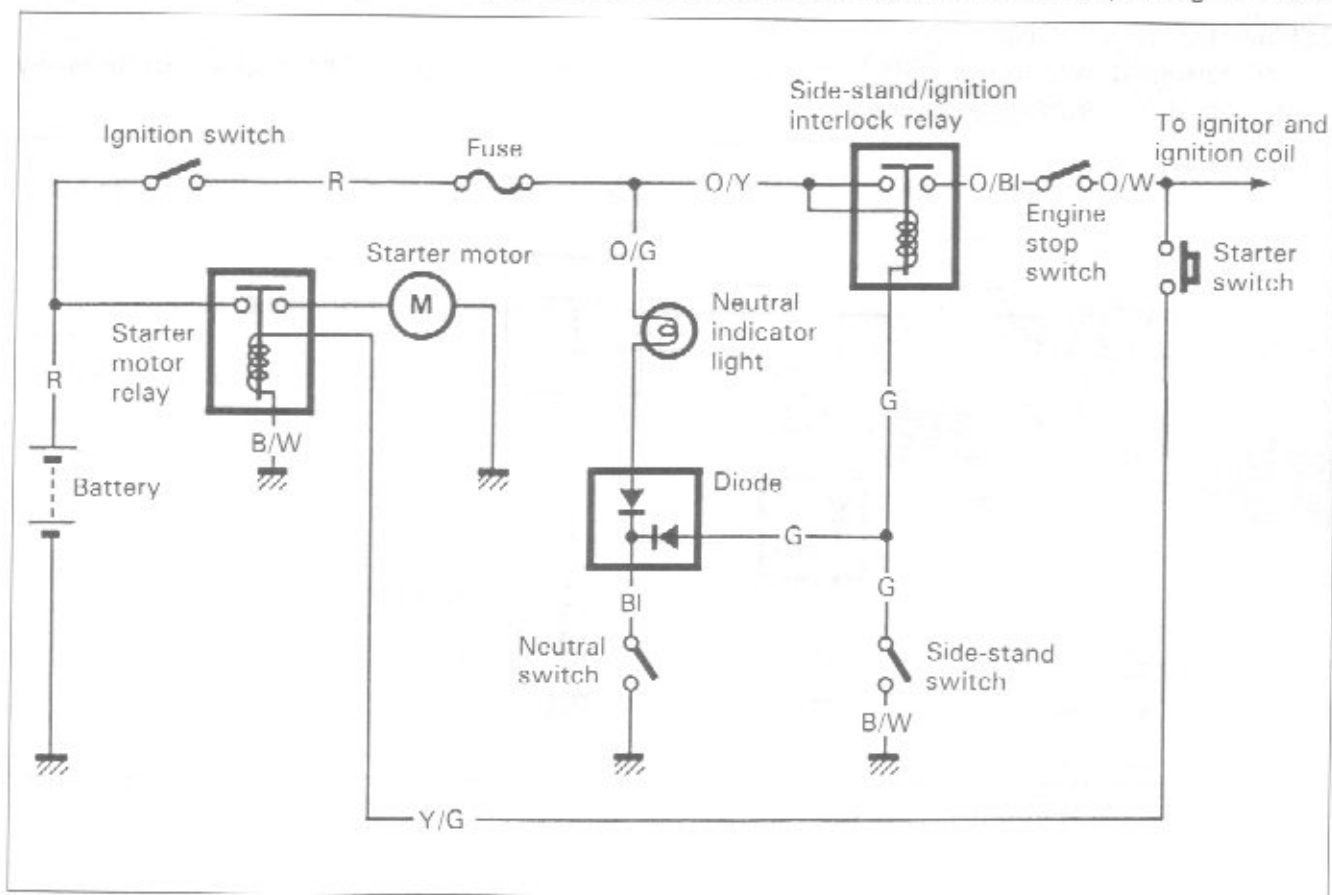 Side-stand/ignition
interlock relay
To ignitor and
ignition coil
Ignition switch
Fuse
R
O/Y
O/Bl
O/W
Engine
stop
switch
Starter
switch
Starter motor
M
O/G
Neutral
indicator
light
Starter
motor
relay
R
B/W
G
Battery
Diode
G
G
Bl
Neutral
switch
Side-stand
switch
B/W
Y/G